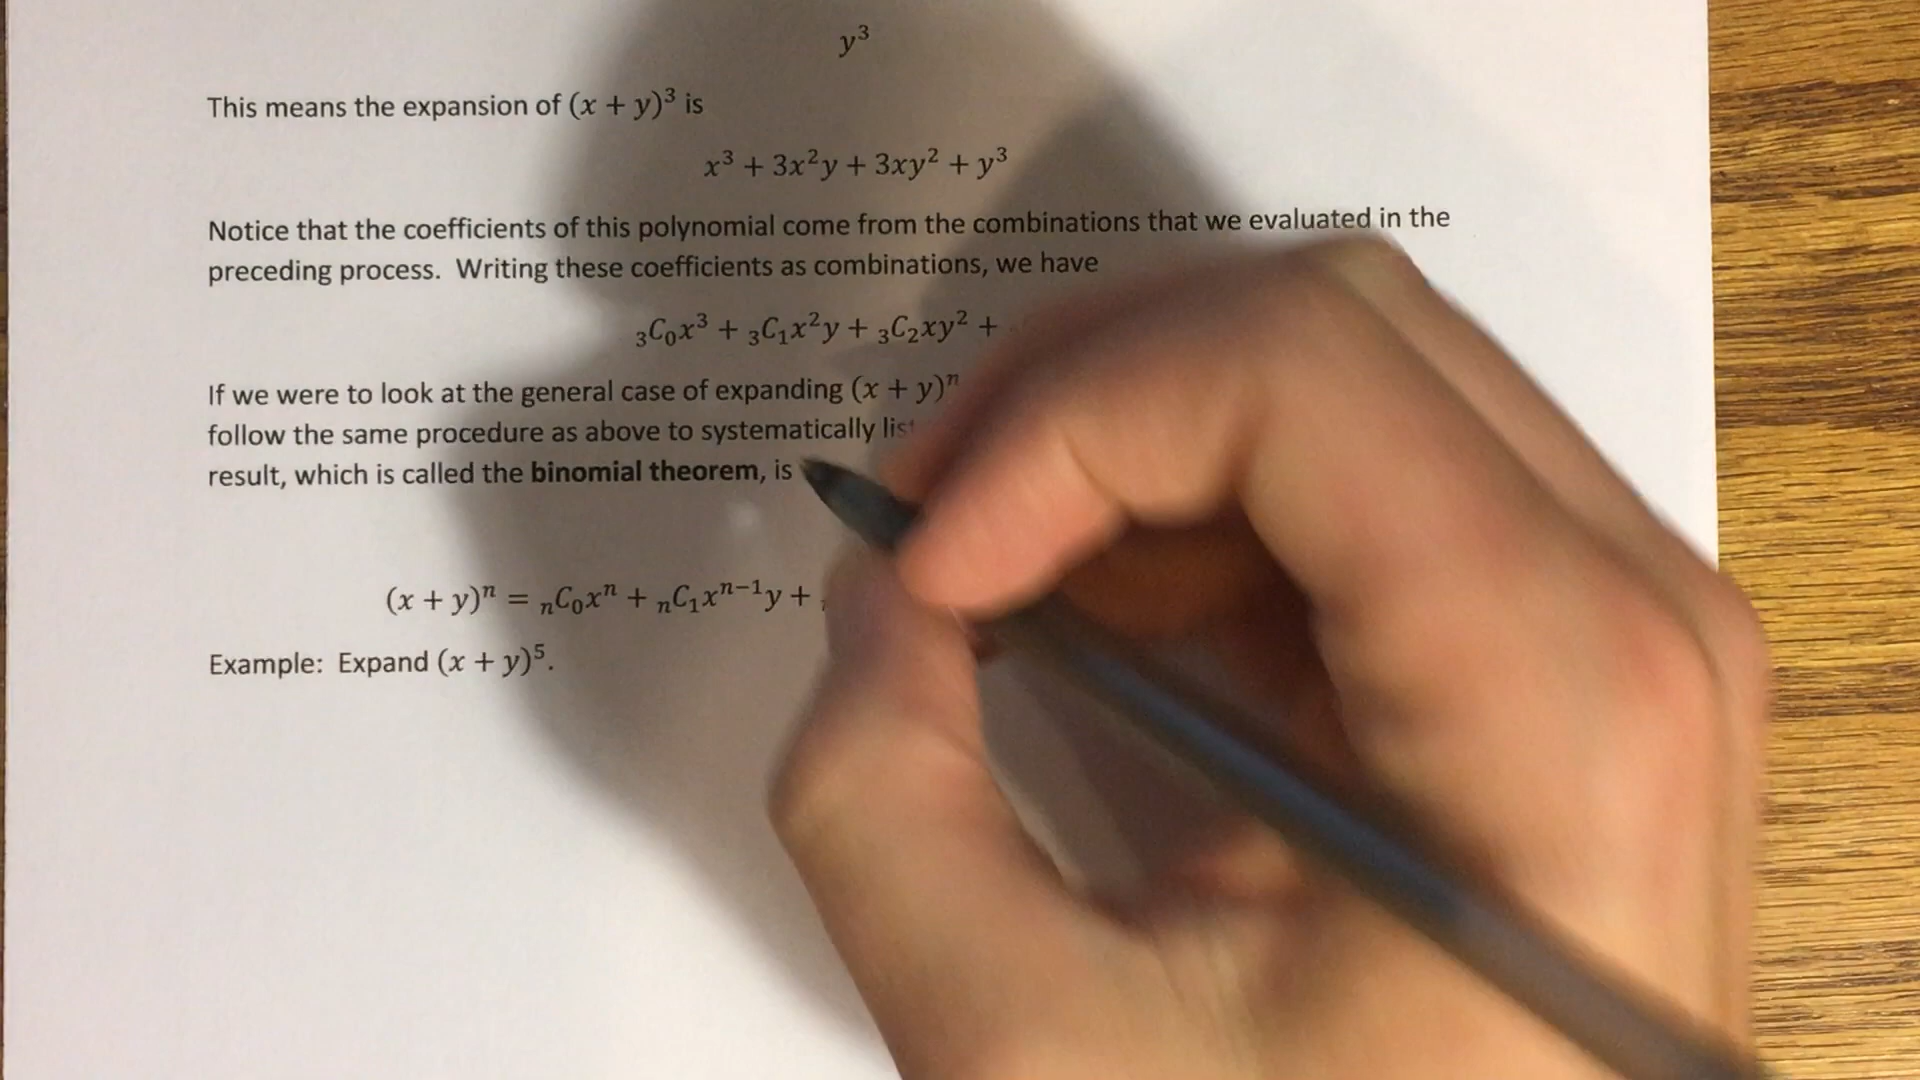 y³
This means the expansion of (x + y)³ is
x³ + 3x²y + 3xy² + y³
Notice that the coefficients of this polynomial come from the combinations that we evaluated in the
preceding process. Writing these coefficients as combinations, we have
₃C₀x³ + ₃C₁x²y + ₃C₂xy² +
If we were to look at the general case of expanding (x + y)ⁿ
follow the same procedure as above to systematically list
result, which is called the binomial theorem, is
(x + y)ⁿ = ₙC₀xⁿ + ₙC₁xⁿ⁻¹y +
Example: Expand (x + y)⁵.